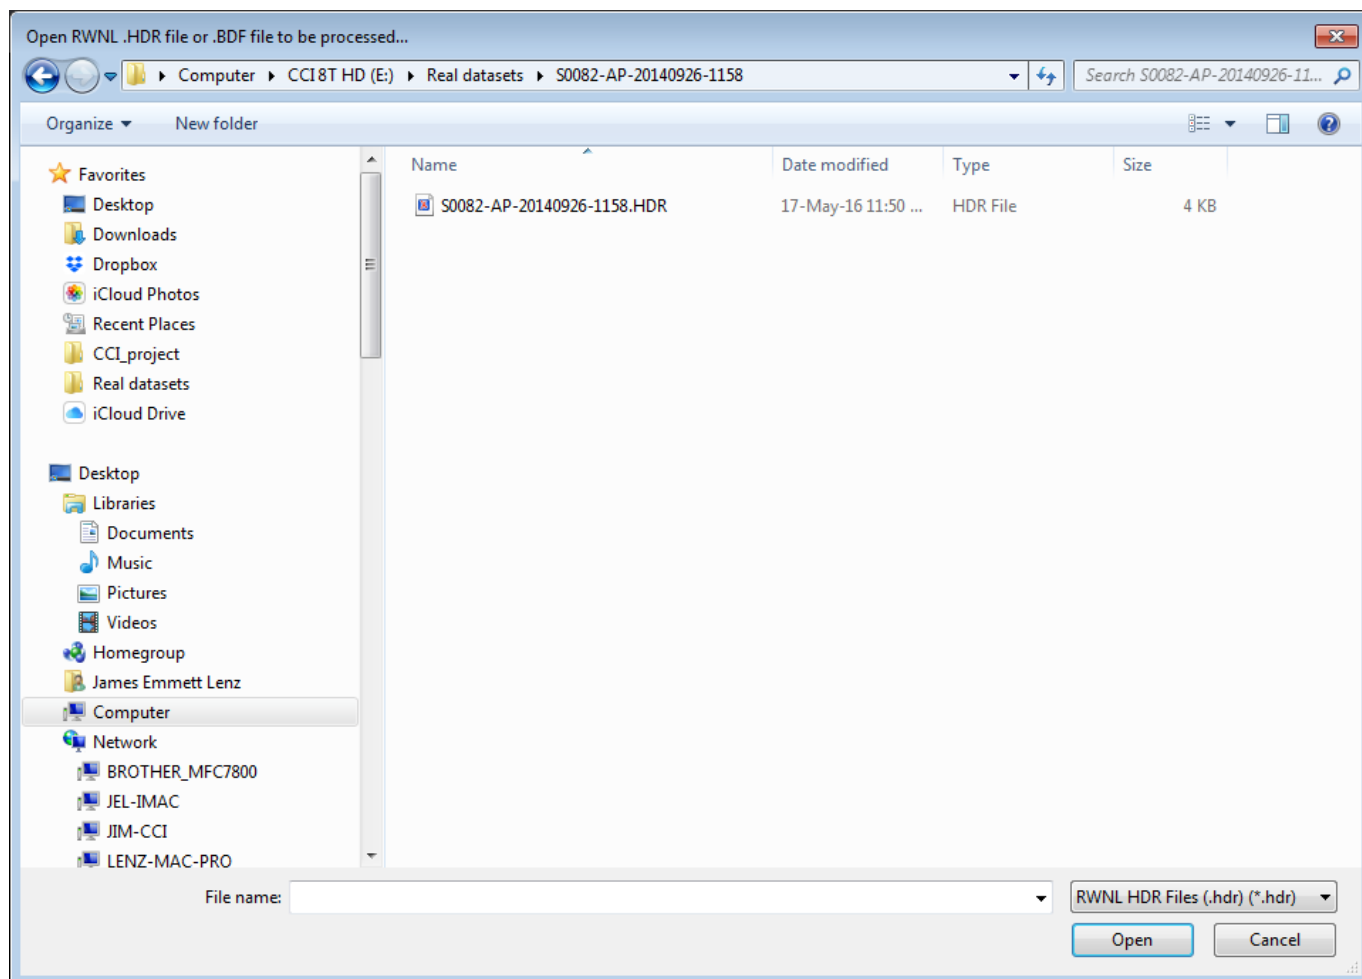 Open RWNL .HDR file or .BDF file to be processed...
Computer CCI 8T HD (E:) Real datasets S0082-AP-20140926-1158
Search S0082-AP-20140926-11...
Organize New folder
Favorites
Desktop
Downloads
Dropbox
iCloud Photos
Recent Places
CCI_project
Real datasets
iCloud Drive
Desktop
Libraries
Documents
Music
Pictures
Videos
Homegroup
James Emmett Lenz
Computer
Network
BROTHER_MFC7800
JEL-IMAC
JIM-CCI
LENZ-MAC-PRO
Name Date modified Type Size
S0082-AP-20140926-1158.HDR 17-May-16 11:50 ... HDR File 4 KB
File name:
RWNL HDR Files (.hdr) (*.hdr)
Open Cancel